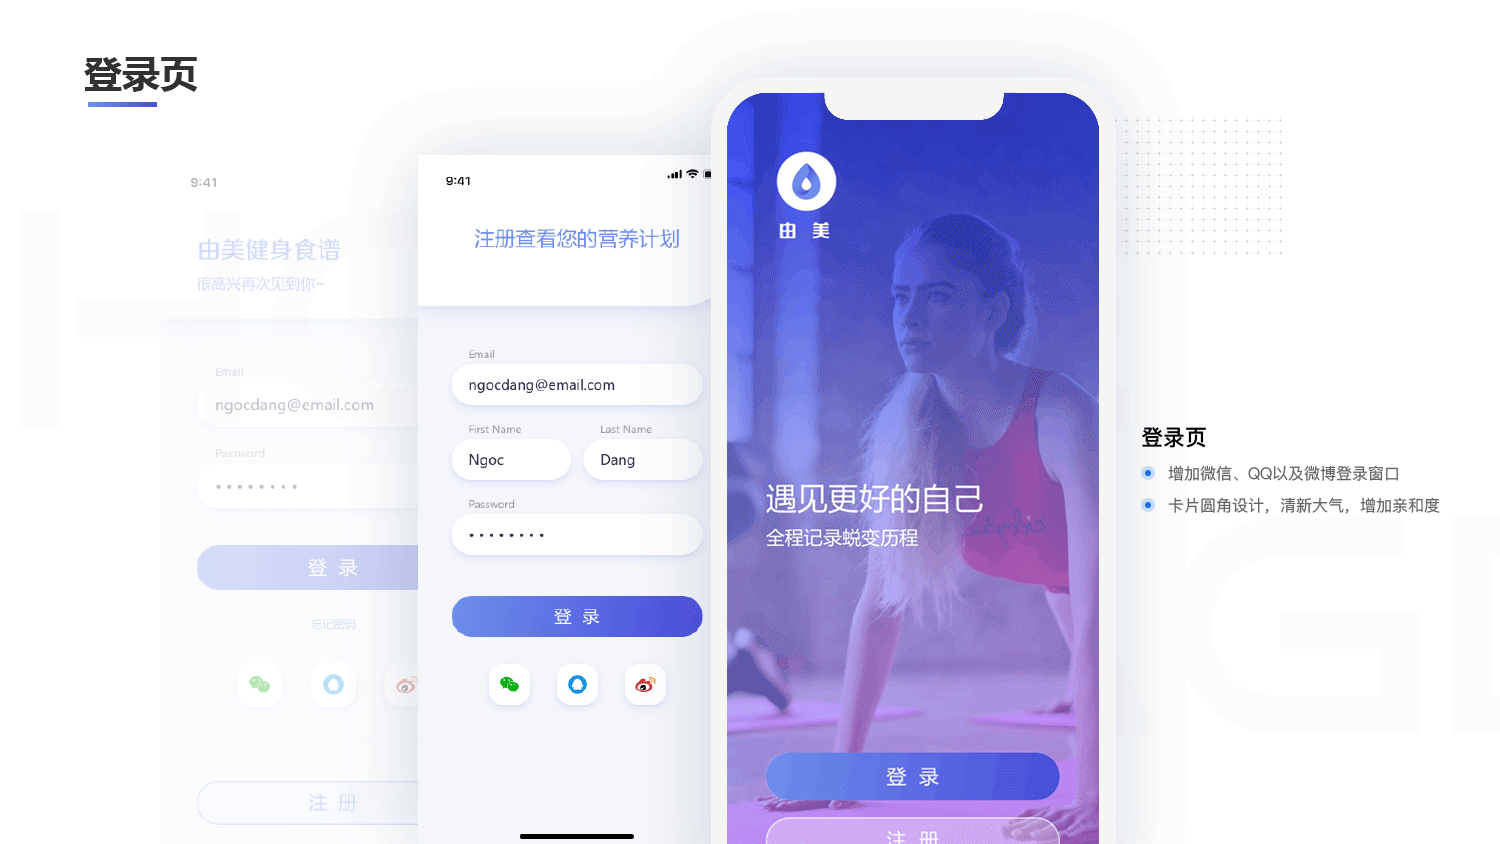 登录页
9:41
由美健身食谱
很高兴再次见到你~
Email
ngocdang@email.com
Password
••••••••
登 录
忘记密码
注 册
9:41
注册查看您的营养计划
Email
ngocdang@email.com
First Name Last Name
Ngoc Dang
Password
••••••••
登 录
由 美
遇见更好的自己
全程记录蜕变历程
登 录
注 册
登录页
增加微信、QQ以及微博登录窗口
卡片圆角设计，清新大气，增加亲和度